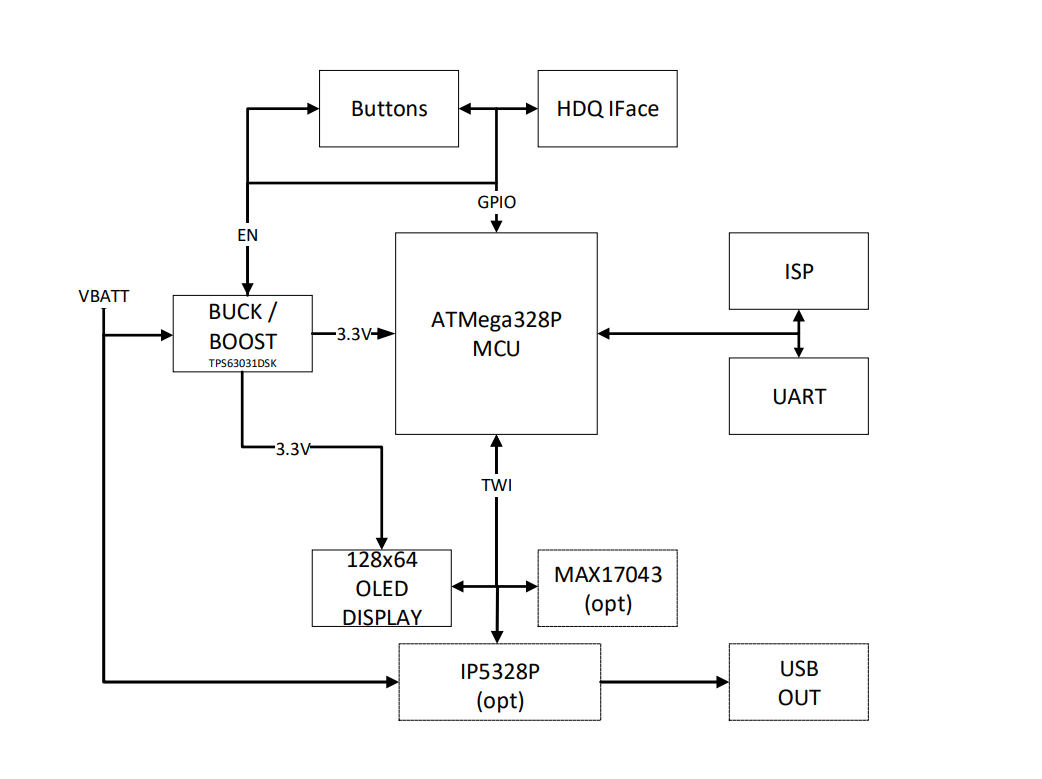 Buttons
HDQ IFace
GPIO
EN
ISP
VBATT
BUCK /
BOOST
TPS63031DSK
3.3V
ATMega328P
MCU
UART
3.3V
TWI
128x64
OLED
DISPLAY
MAX17043
(opt)
IP5328P
(opt)
USB
OUT